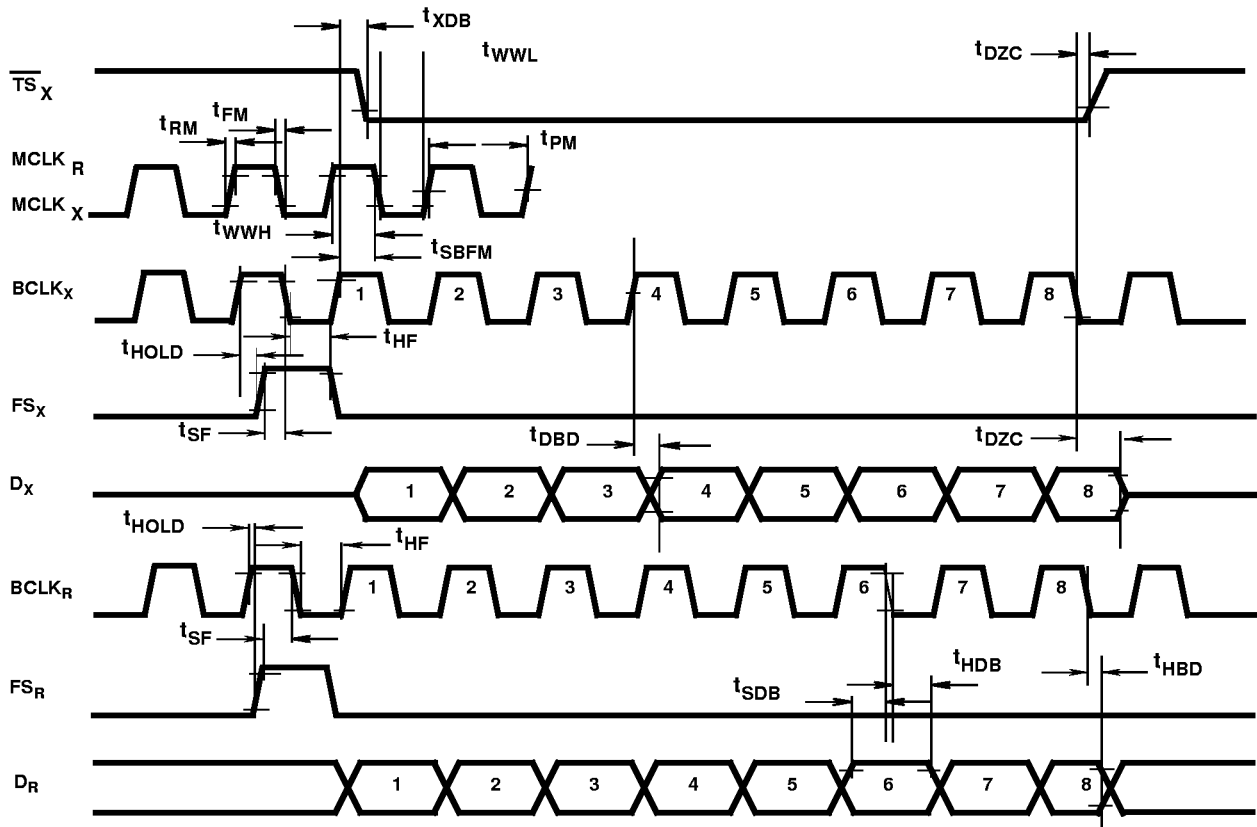 tXDB
tWWL
tDZC
TSX
tFM
tRM
tPM
MCLKR
MCLKX
tWWH
tSBFM
BCLKX 1 2 3 4 5 6 7 8
tHF
tHOLD
FSX
tSF
tDBD
tDZC
DX 1 2 3 4 5 6 7 8
tHOLD
tHF
BCLKR 1 2 3 4 5 6 7 8
tSF
tHDB
tHBD
FSR
tSDB
DR 1 2 3 4 5 6 7 8